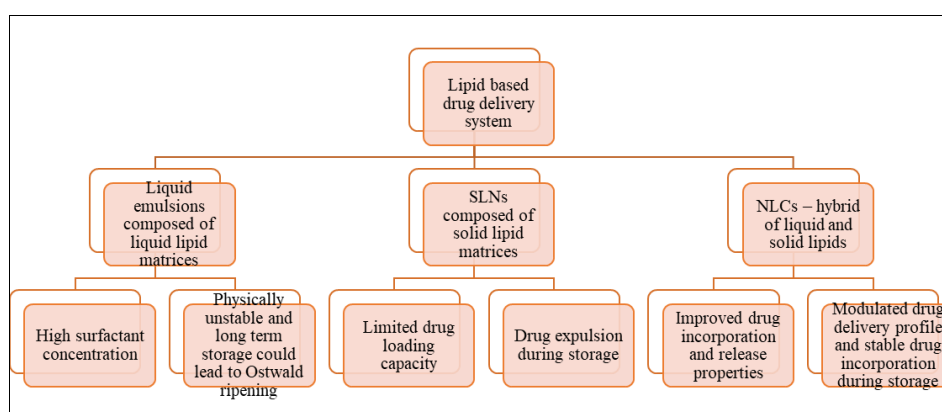 Lipid based
drug delivery
system
Liquid
emulsions
composed of
liquid lipid
matrices
SLNs
composed of
solid lipid
matrices
NLCs – hybrid
of liquid and
solid lipids
High surfactant
concentration
Physically
unstable and
long term
storage could
lead to Ostwald
ripening
Limited drug
loading
capacity
Drug expulsion
during storage
Improved drug
incorporation
and release
properties
Modulated drug
delivery profile
and stable drug
incorporation
during storage